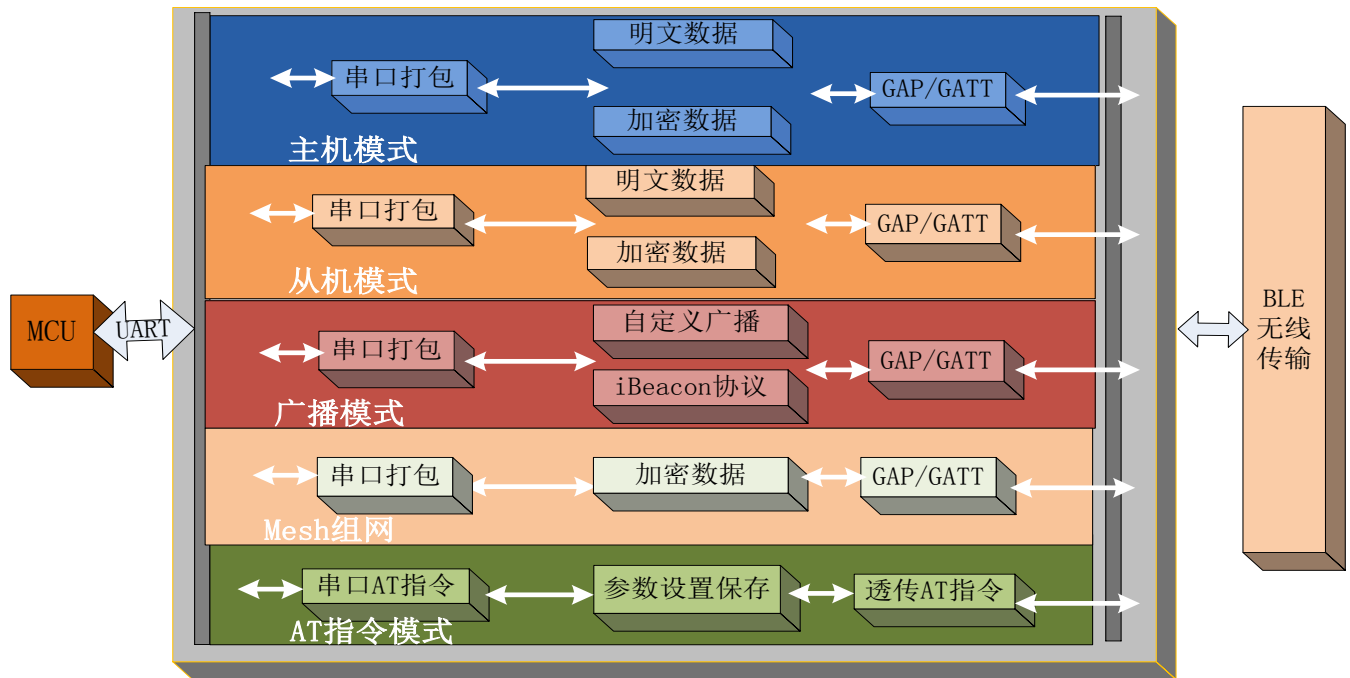 明文数据
串口打包
GAP/GATT
加密数据
主机模式
明文数据
串口打包
GAP/GATT
加密数据
从机模式
MCU
UART
自定义广播
串口打包
GAP/GATT
iBeacon协议
广播模式
BLE
无线
传输
串口打包
加密数据
GAP/GATT
Mesh组网
串口AT指令
参数设置保存
透传AT指令
AT指令模式